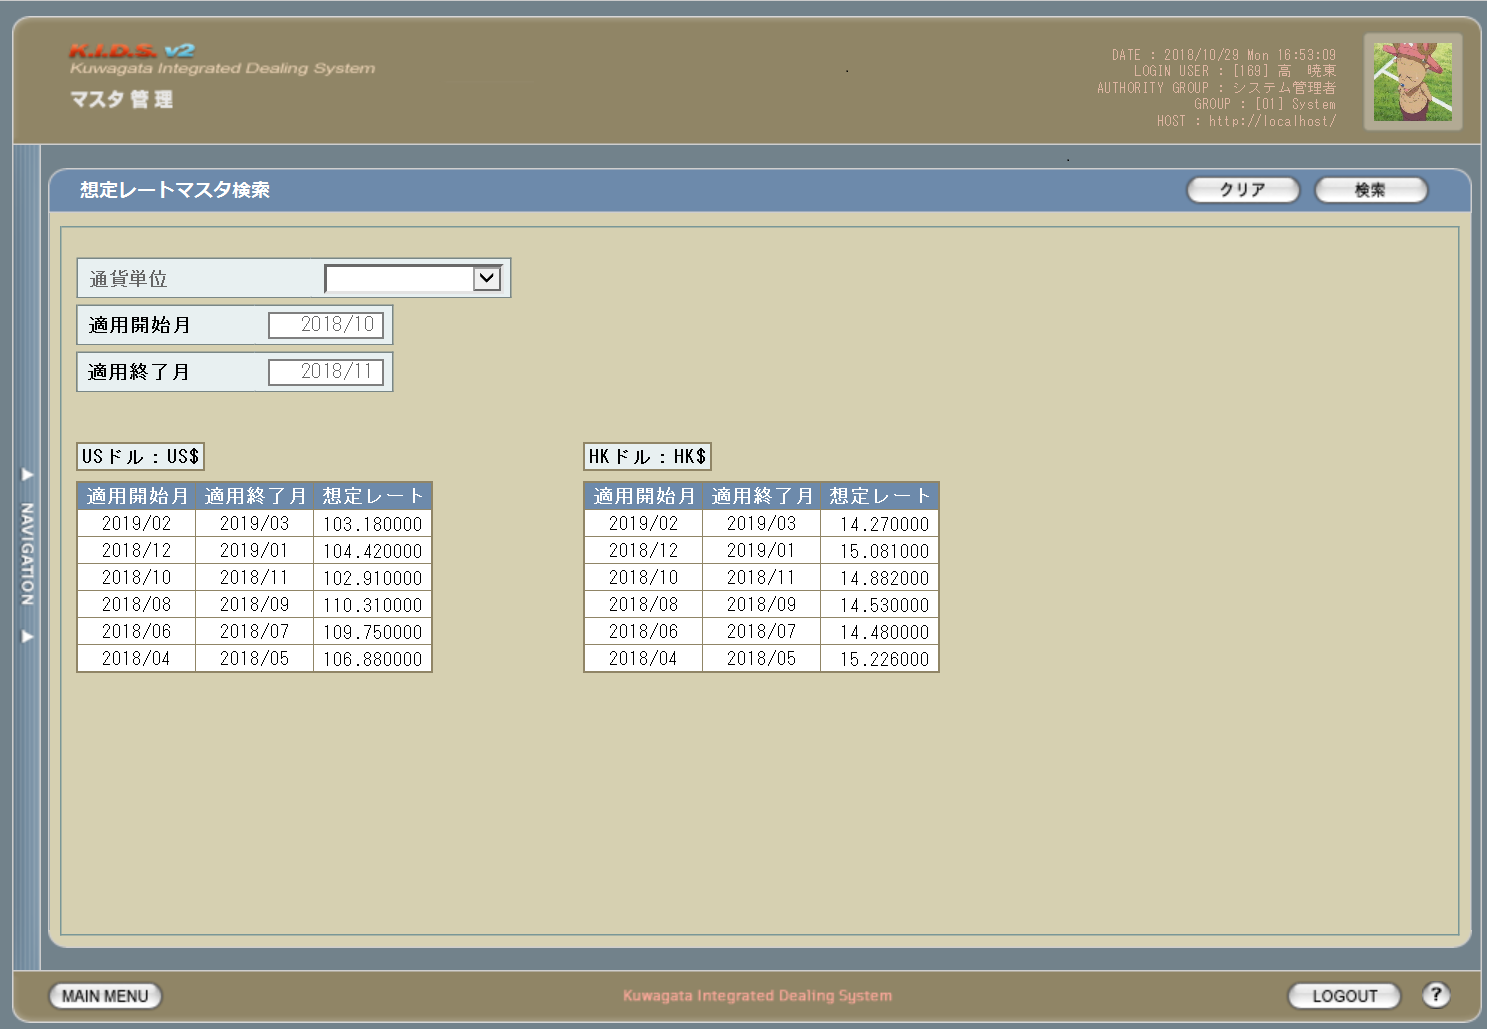 K.I.D.S. v2
Kuwagata Integrated Dealing System
マスタ管理
DATE : 2018/10/29 Mon 16:53:09
LOGIN USER : [169] 高　暁東
AUTHORITY GROUP : システム管理者
GROUP : [01] System
HOST : http://localhost/
想定レートマスタ検索
クリア
検索
通貨単位
適用開始月 2018/10
適用終了月 2018/11
NAVIGATION
USドル：US$
適用開始月 適用終了月 想定レート
2019/02 2019/03 103.180000
2018/12 2019/01 104.420000
2018/10 2018/11 102.910000
2018/08 2018/09 110.310000
2018/06 2018/07 109.750000
2018/04 2018/05 106.880000
HKドル：HK$
適用開始月 適用終了月 想定レート
2019/02 2019/03 14.270000
2018/12 2019/01 15.081000
2018/10 2018/11 14.882000
2018/08 2018/09 14.530000
2018/06 2018/07 14.480000
2018/04 2018/05 15.226000
MAIN MENU
Kuwagata Integrated Dealing System
LOGOUT
?